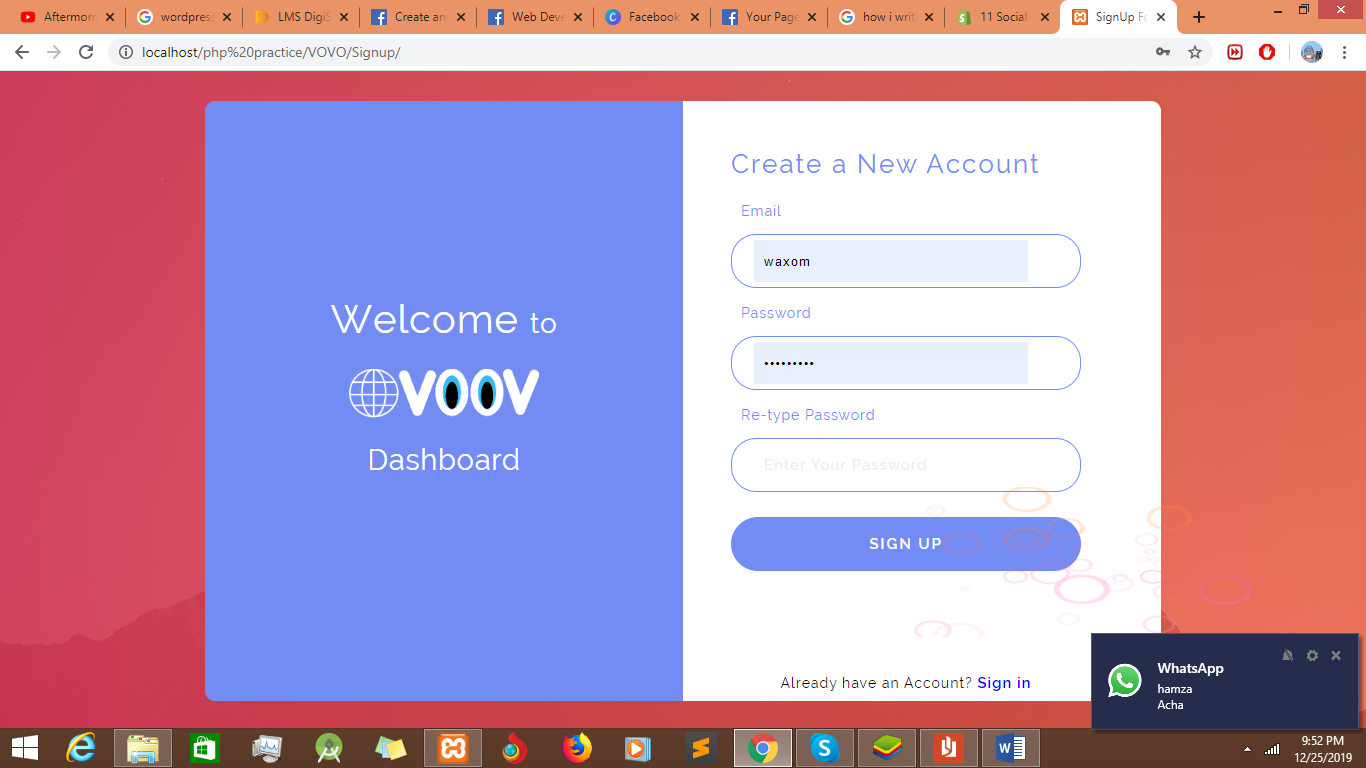 Aftermom
wordpress
LMS DigiS
Create an
Web Deve
Facebook
Your Page
how i writ
11 Social
SignUp Fo
localhost/php%20practice/VOVO/Signup/
Welcome to
VOOV
Dashboard
Create a New Account
Email
waxom
Password
•••••••••
Re-type Password
Enter Your Password
SIGN UP
Already have an Account? Sign in
WhatsApp
hamza
Acha
9:52 PM
12/25/2019